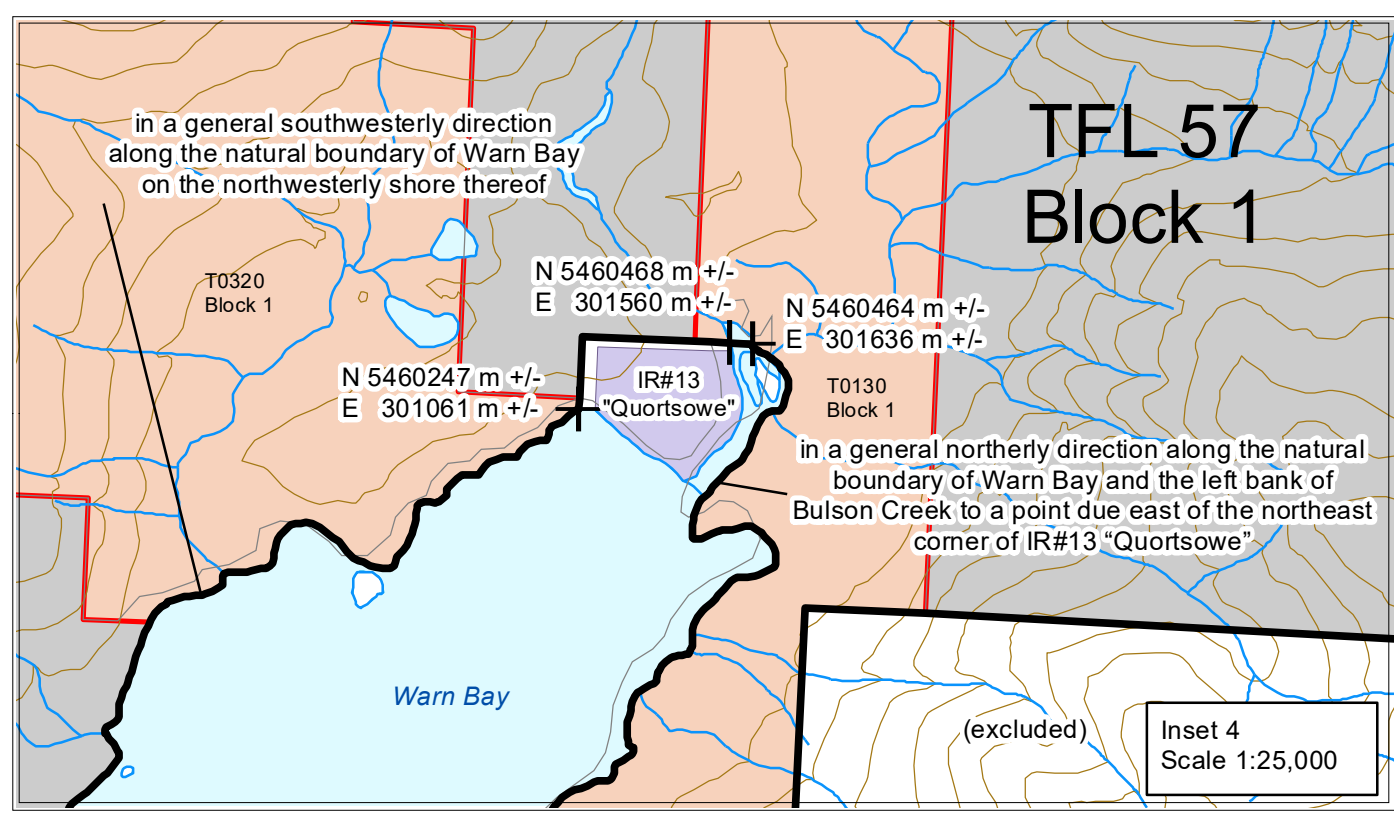 TFL 57
Block 1
in a general southwesterly direction
along the natural boundary of Warn Bay
on the northwesterly shore thereof
T0320
Block 1
N 5460468 m +/-
E 301560 m +/-
N 5460464 m +/-
E 301636 m +/-
N 5460247 m +/-
E 301061 m +/-
IR#13
"Quortsowe"
T0130
Block 1
in a general northerly direction along the natural
boundary of Warn Bay and the left bank of
Bulson Creek to a point due east of the northeast
corner of IR#13 “Quortsowe”
Warn Bay
(excluded)
Inset 4
Scale 1:25,000